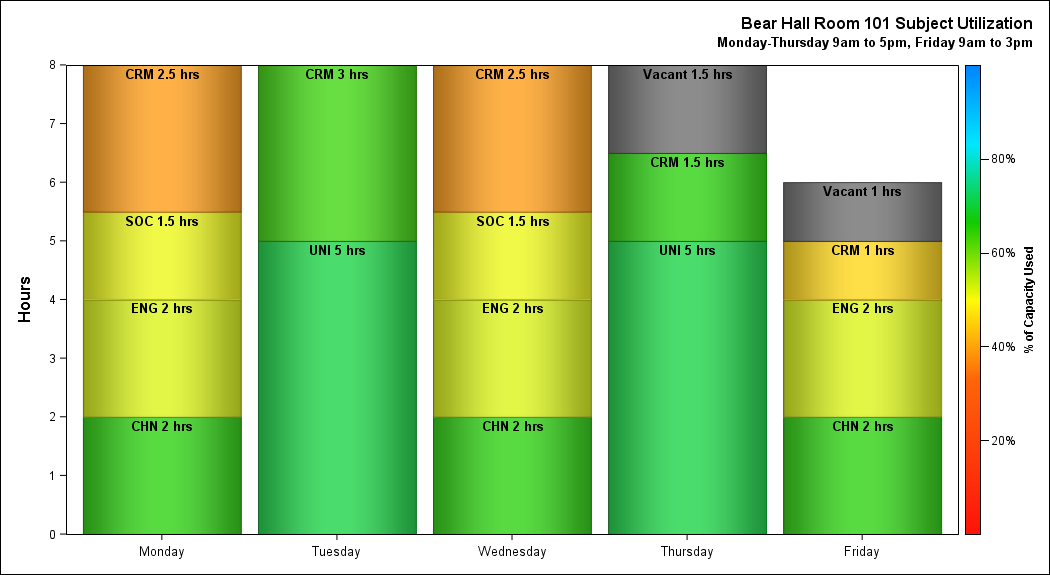 Bear Hall Room 101 Subject Utilization
Monday-Thursday 9am to 5pm, Friday 9am to 3pm
Hours
8
7
6
5
4
3
2
1
0
CRM 2.5 hrs
SOC 1.5 hrs
ENG 2 hrs
CHN 2 hrs
CRM 3 hrs
UNI 5 hrs
CRM 2.5 hrs
SOC 1.5 hrs
ENG 2 hrs
CHN 2 hrs
Vacant 1.5 hrs
CRM 1.5 hrs
UNI 5 hrs
Vacant 1 hrs
CRM 1 hrs
ENG 2 hrs
CHN 2 hrs
Monday Tuesday Wednesday Thursday Friday
80%
60%
40%
20%
% of Capacity Used